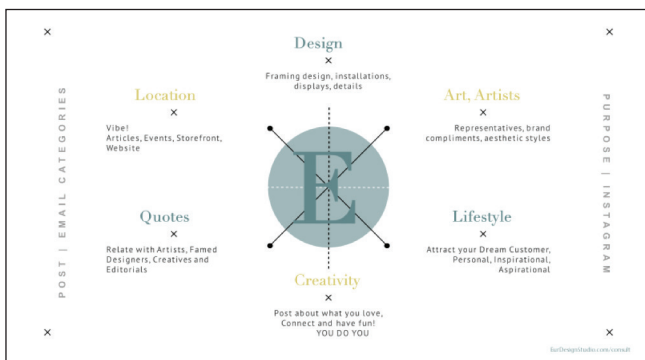 Design
×
Framing design, installations,
displays, details
Location
×
Vibe!
Articles, Events, Storefront,
Website
Art, Artists
×
Representatives, brand
compliments, aesthetic styles
POST | EMAIL CATEGORIES
E
PURPOSE | INSTAGRAM
Quotes
×
Relate with Artists, Famed
Designers, Creatives and
Editorials
Lifestyle
×
Attract your Dream Customer,
Personal, Inspirational,
Aspirational
Creativity
×
Post about what you love,
Connect and have fun!
YOU DO YOU